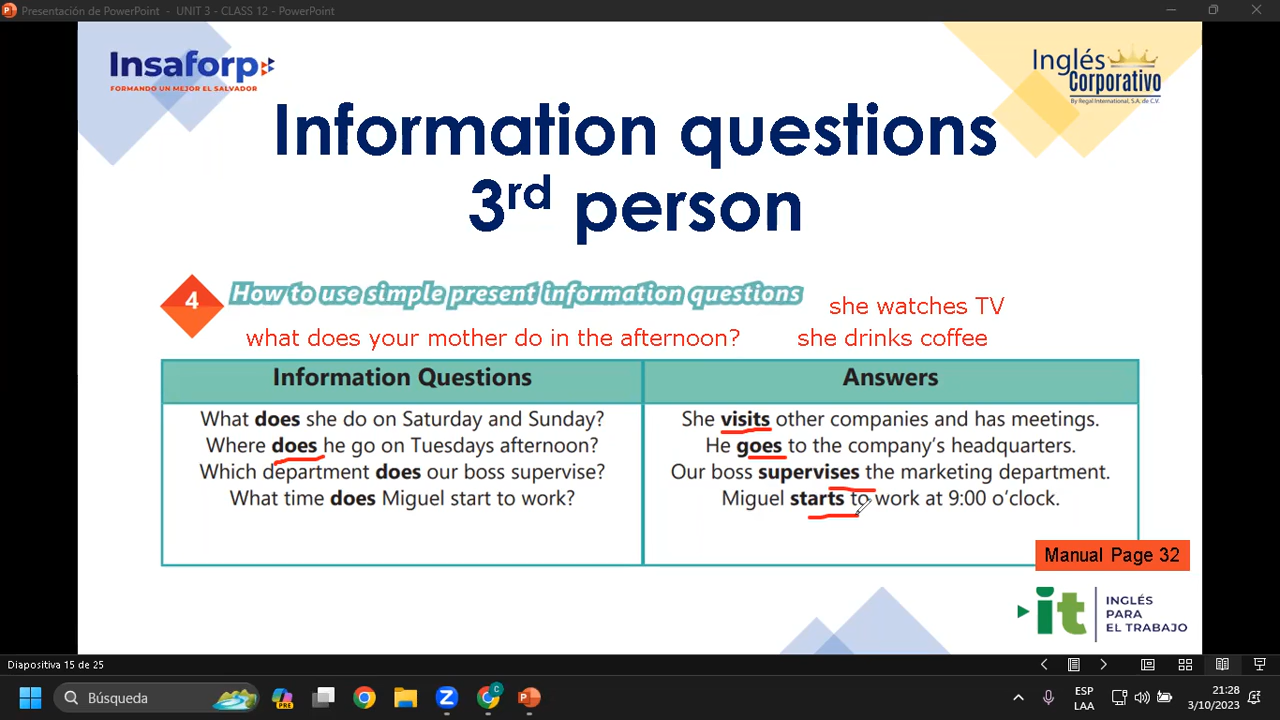 Presentación de PowerPoint - UNIT 3 - CLASS 12 - PowerPoint
Insaforp
FORMANDO UN MEJOR EL SALVADOR
Inglés
Corporativo
By Regal International, S.A. de C.V.
Information questions
3rd person
4
How to use simple present information questions
she watches TV
what does your mother do in the afternoon?
she drinks coffee
Information Questions
Answers
What does she do on Saturday and Sunday?
She visits other companies and has meetings.
Where does he go on Tuesdays afternoon?
He goes to the company's headquarters.
Which department does our boss supervise?
Our boss supervises the marketing department.
What time does Miguel start to work?
Miguel starts to work at 9:00 o'clock.
Manual Page 32
it
INGLÉS
PARA
EL TRABAJO
Diapositiva 15 de 25
Búsqueda
PRE
C
ESP
LAA
21:28
3/10/2023